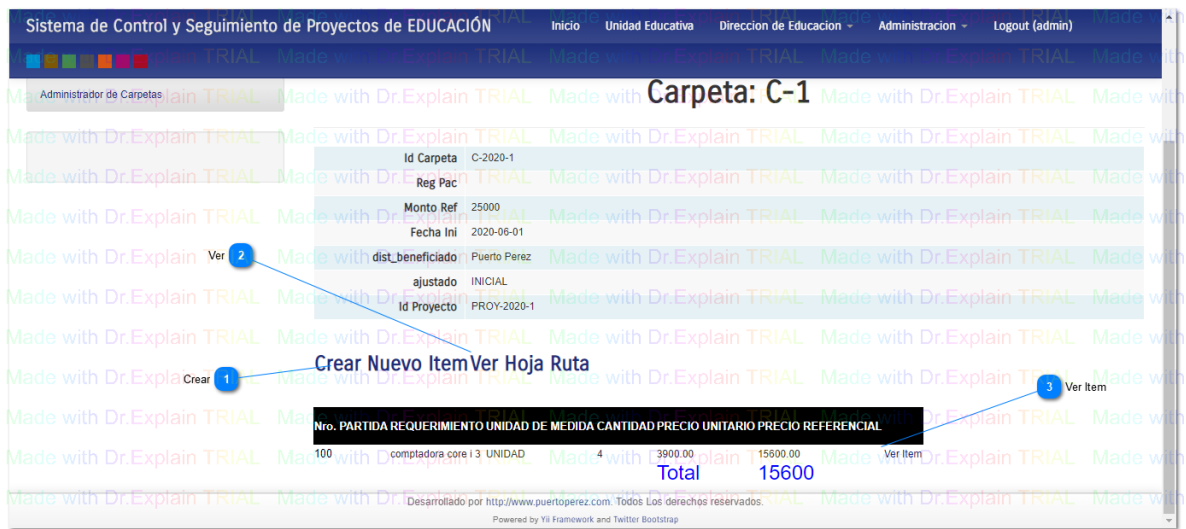 Sistema de Control y Seguimiento de Proyectos de EDUCACIÓN Inicio Unidad Educativa Direccion de Educacion Administracion Logout (admin)
Administrador de Carpetas
Carpeta: C-1
Id Carpeta C-2020-1
Reg Pac
Monto Ref 25000
Fecha Ini 2020-06-01
Ver 2
dist_beneficiado Puerto Perez
ajustado INICIAL
Id Proyecto PROY-2020-1
Crear Nuevo Item Ver Hoja Ruta
Crear 1
3 Ver Item
Nro. PARTIDA REQUERIMIENTO UNIDAD DE MEDIDA CANTIDAD PRECIO UNITARIO PRECIO REFERENCIAL
100 comptadora core i 3 UNIDAD 4 3900.00 15600.00 Ver Item
Total 15600
Desarrollado por http://www.puertoperez.com. Todos Los derechos reservados.
Powered by Yii Framework and Twitter Bootstrap
Made with Dr.Explain TRIAL